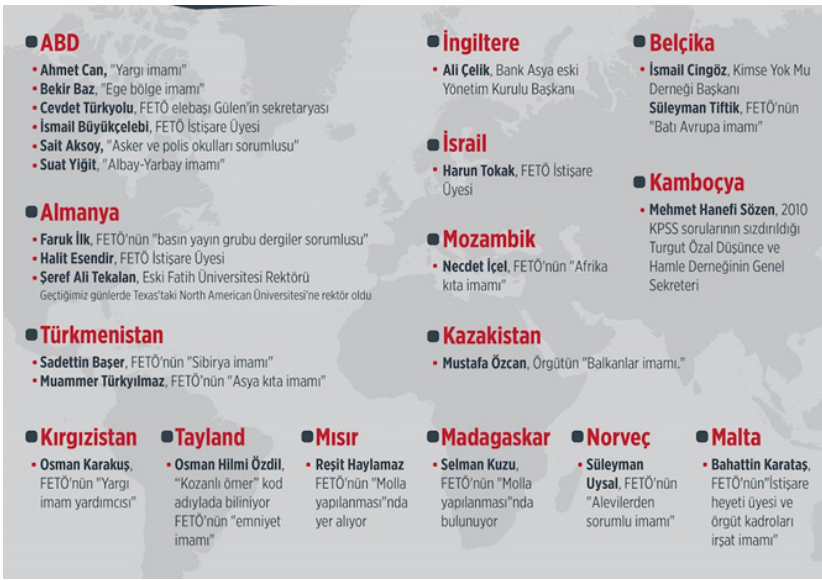 ABD
• Ahmet Can, "Yargı imamı"
• Bekir Baz, "Ege bölge imamı"
• Cevdet Türkyolu, FETÖ elebaşı Gülen'in sekretaryası
• İsmail Büyükçelebi, FETÖ İstişare Üyesi
• Sait Aksoy, "Asker ve polis okulları sorumlusu"
• Suat Yiğit, "Albay-Yarbay imamı"
Almanya
• Faruk İlk, FETÖ'nün "basın yayın grubu dergiler sorumlusu"
• Halit Esendir, FETÖ İstişare Üyesi
• Şeref Ali Tekalan, Eski Fatih Üniversitesi Rektörü
Geçtiğimiz günlerde Texas'taki North American Üniversitesi'ne rektör oldu
Türkmenistan
• Sadettin Başer, FETÖ'nün "Sibirya imamı"
• Muammer Türkyılmaz, FETÖ'nün "Asya kıta imamı"
İngiltere
• Ali Çelik, Bank Asya eski
Yönetim Kurulu Başkanı
İsrail
• Harun Tokak, FETÖ İstişare
Üyesi
Mozambik
• Necdet İçel, FETÖ'nün "Afrika
kıta imamı"
Kazakistan
• Mustafa Özcan, Örgütün "Balkanlar imamı."
Belçika
• İsmail Cingöz, Kimse Yok Mu
Derneği Başkanı
Süleyman Tiftik, FETÖ'nün
"Batı Avrupa imamı"
Kamboçya
• Mehmet Hanefi Sözen, 2010
KPSS sorularının sızdırıldığı
Turgut Özal Düşünce ve
Hamle Derneğinin Genel
Sekreteri
Kırgızistan
• Osman Karakuş,
FETÖ'nün "Yargı
imam yardımcısı"
Tayland
• Osman Hilmi Özdil,
"Kozanlı ömer" kod
adıylada biliniyor
FETÖ'nün "emniyet
imamı"
Mısır
• Reşit Haylamaz
FETÖ'nün "Molla
yapılanması"nda
yer alıyor
Madagaskar
• Selman Kuzu,
FETÖ'nün "Molla
yapılanması"nda
bulunuyor
Norveç
• Süleyman
Uysal, FETÖ'nün
"Alevilerden
sorumlu imamı"
Malta
• Bahattin Karataş,
FETÖ'nün"İstişare
heyeti üyesi ve
örgüt kadroları
irşat imamı"